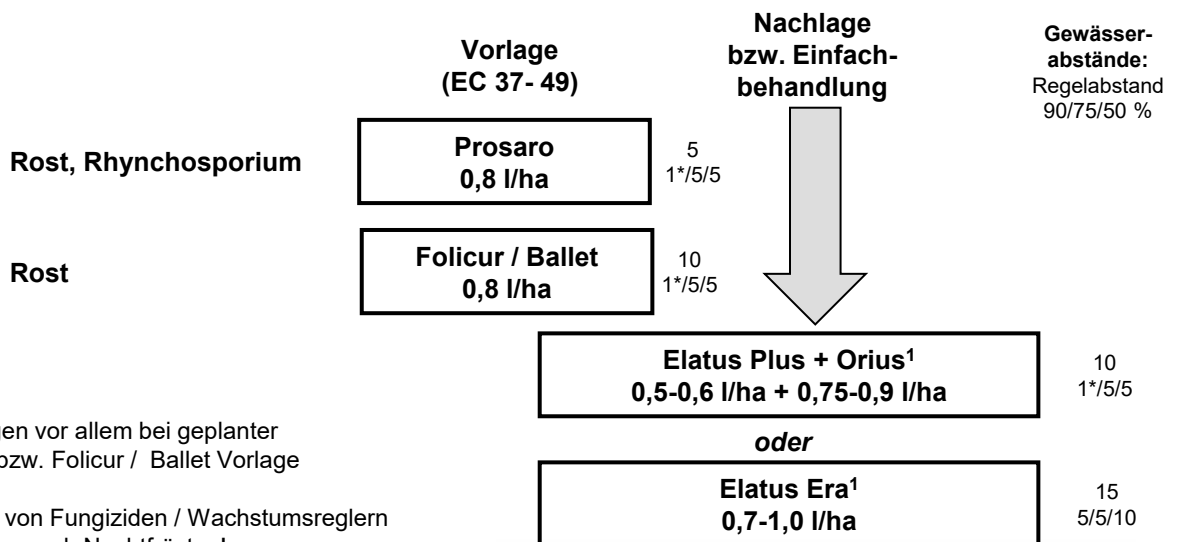 Vorlage
(EC 37- 49)
Nachlage
bzw. Einfach-
behandlung
Gewässer-
abstände:
Regelabstand
90/75/50 %
Rost, Rhynchosporium
Prosaro
0,8 l/ha
5
1*/5/5
Rost
Folicur / Ballet
0,8 l/ha
10
1*/5/5
Elatus Plus + Orius¹
0,5-0,6 l/ha + 0,75-0,9 l/ha
10
1*/5/5
gen vor allem bei geplanter
bzw. Folicur / Ballet Vorlage
oder
Elatus Era¹
0,7-1,0 l/ha
15
5/5/10
von Fungiziden / Wachstumsreglern